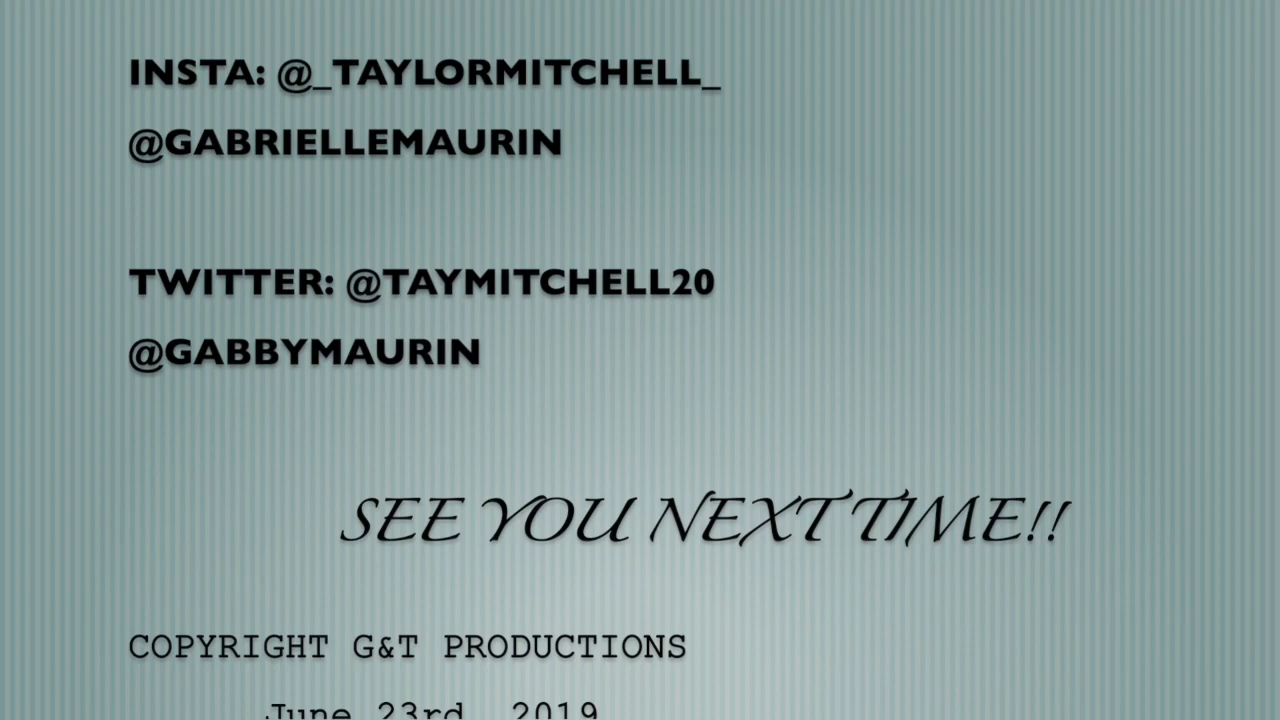 INSTA: @_TAYLORMITCHELL_
@GABRIELLEMAURIN
TWITTER: @TAYMITCHELL20
@GABBYMAURIN
SEE YOU NEXT TIME!!
COPYRIGHT G&T PRODUCTIONS
June 23rd, 2019